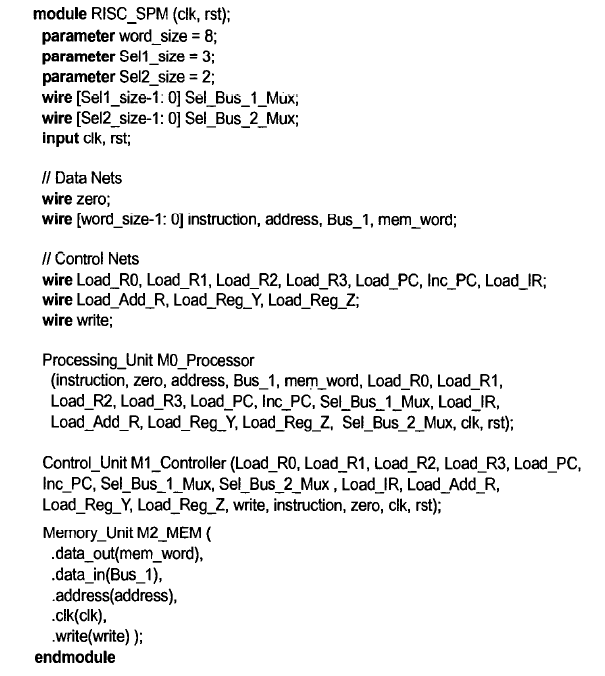 module RISC_SPM (clk, rst);
parameter word_size = 8;
parameter Sel1_size = 3;
parameter Sel2_size = 2;
wire [Sel1_size-1: 0] Sel_Bus_1_Mux;
wire [Sel2_size-1: 0] Sel_Bus_2_Mux;
input clk, rst;
// Data Nets
wire zero;
wire [word_size-1: 0] instruction, address, Bus_1, mem_word;
// Control Nets
wire Load_R0, Load_R1, Load_R2, Load_R3, Load_PC, Inc_PC, Load_IR;
wire Load_Add_R, Load_Reg_Y, Load_Reg_Z;
wire write;
Processing_Unit M0_Processor
(instruction, zero, address, Bus_1, mem_word, Load_R0, Load_R1,
Load_R2, Load_R3, Load_PC, Inc_PC, Sel_Bus_1_Mux, Load_IR,
Load_Add_R, Load_Reg_Y, Load_Reg_Z, Sel_Bus_2_Mux, clk, rst);
Control_Unit M1_Controller (Load_R0, Load_R1, Load_R2, Load_R3, Load_PC,
Inc_PC, Sel_Bus_1_Mux, Sel_Bus_2_Mux , Load_IR, Load_Add_R,
Load_Reg_Y, Load_Reg_Z, write, instruction, zero, clk, rst);
Memory_Unit M2_MEM (
.data_out(mem_word),
.data_in(Bus_1),
.address(address),
.clk(clk),
.write(write) );
endmodule